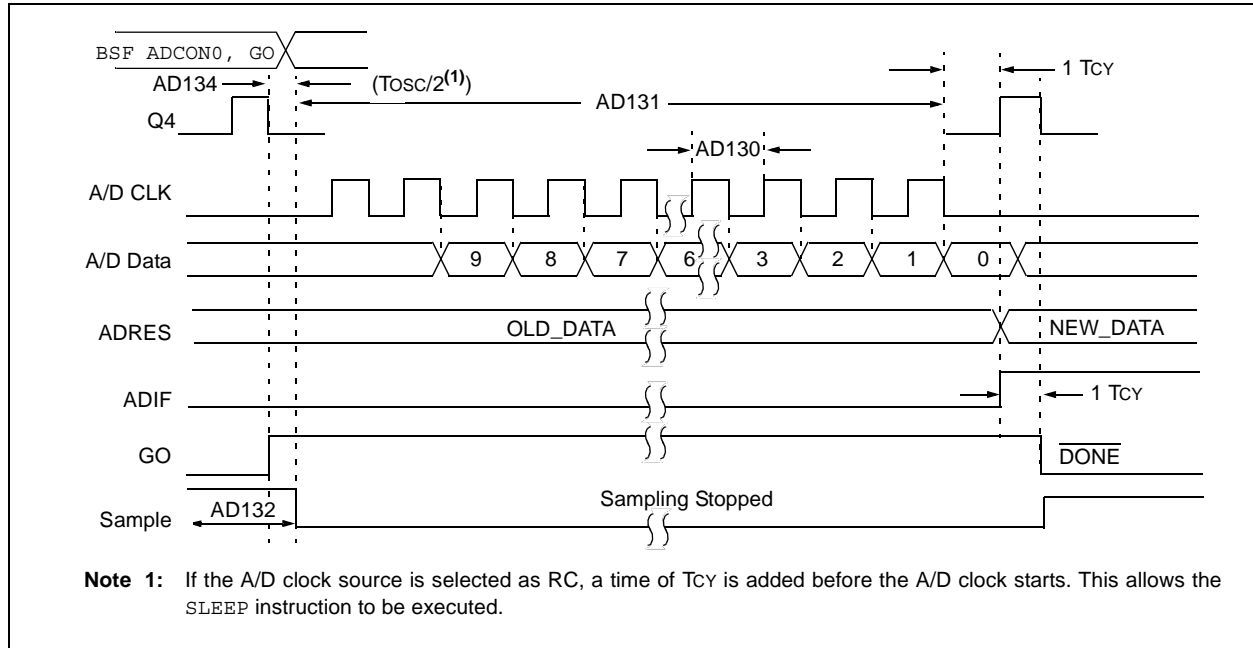 BSF ADCON0, GO
AD134
(TOSC/2(1))
1 TCY
AD131
Q4
AD130
A/D CLK
A/D Data
9 8 7 6 3 2 1 0
ADRES
OLD_DATA
NEW_DATA
ADIF
1 TCY
GO
DONE
Sampling Stopped
AD132
Sample
Note 1: If the A/D clock source is selected as RC, a time of TCY is added before the A/D clock starts. This allows the
SLEEP instruction to be executed.